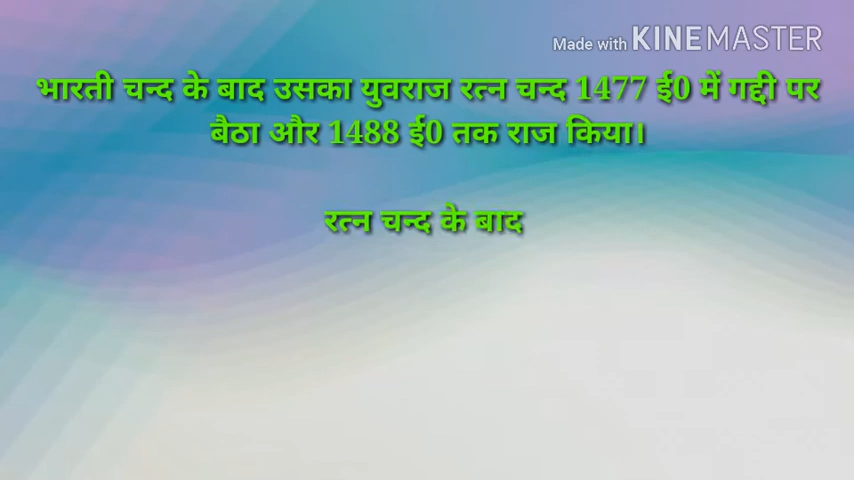 Made with KINEMASTER
भारती चन्द के बाद उसका युवराज रत्न चन्द 1477 ई0 में गद्दी पर
बैठा और 1488 ई0 तक राज किया।
रत्न चन्द के बाद